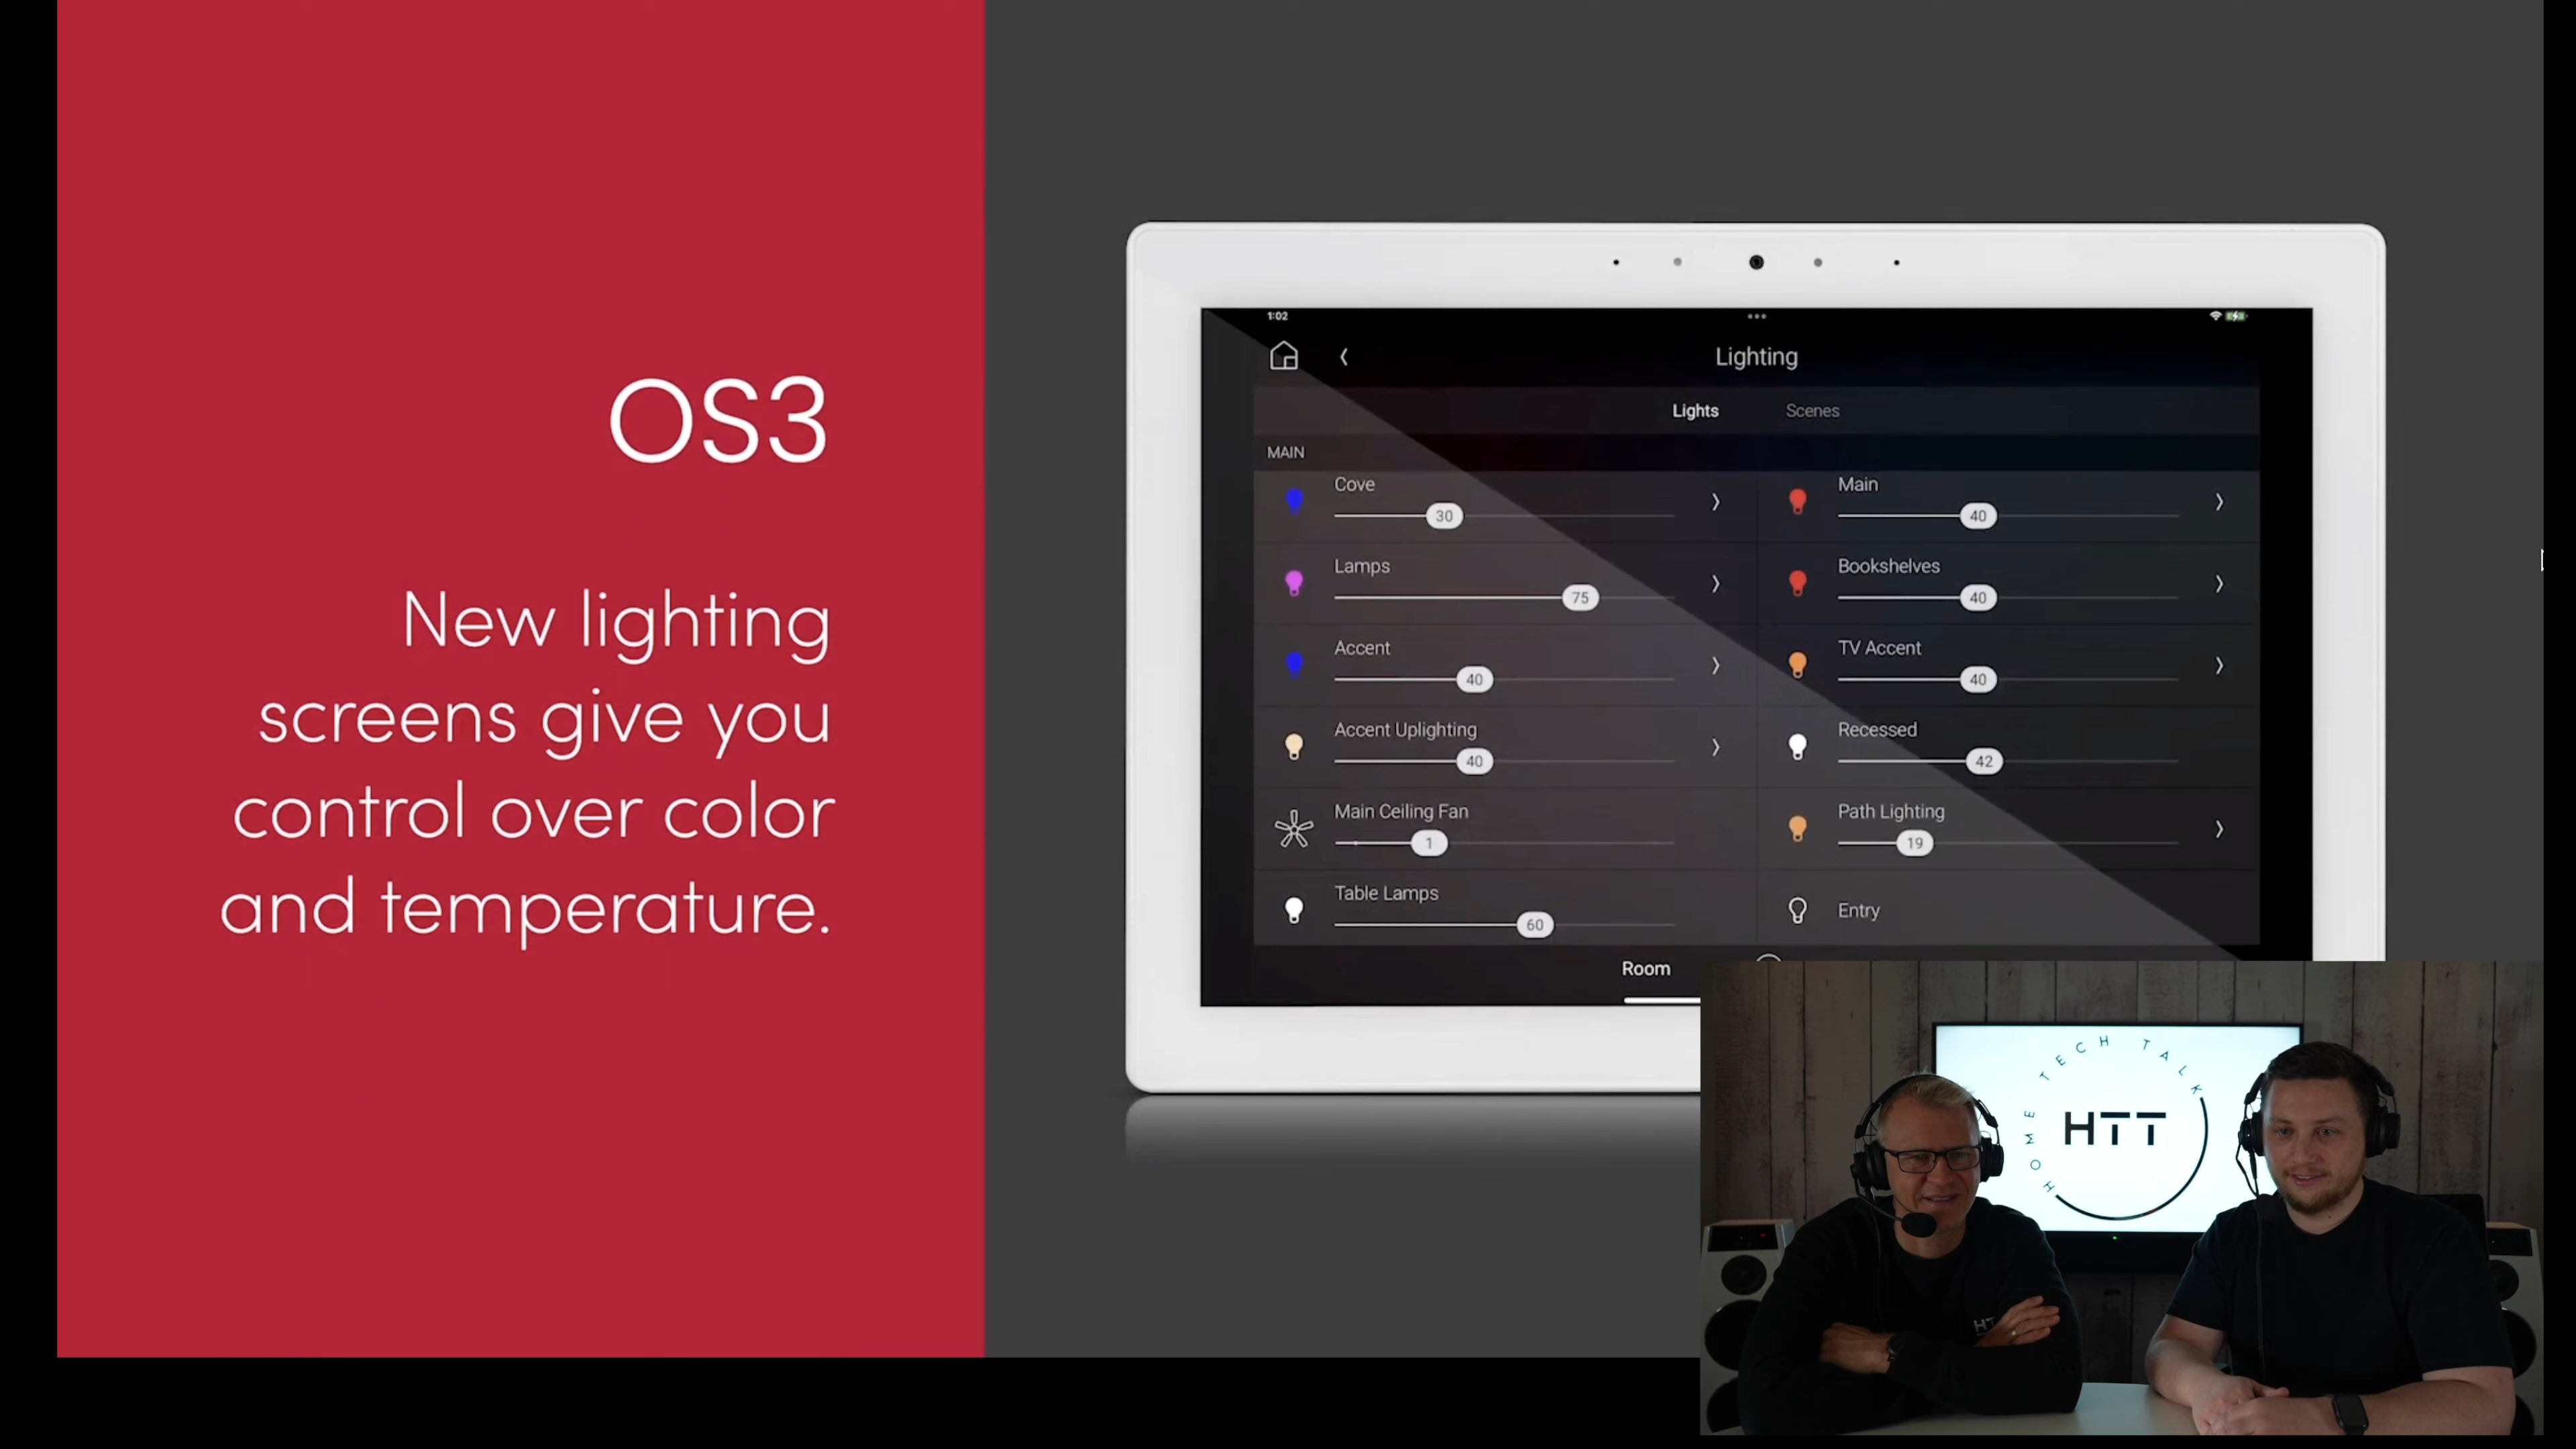 OS3
New lighting
screens give you
control over color
and temperature.
1:02
Lighting
Lights Scenes
MAIN
Cove
30
Main
40
Lamps
75
Bookshelves
40
Accent
40
TV Accent
40
Accent Uplighting
40
Recessed
42
Main Ceiling Fan
1
Path Lighting
19
Table Lamps
60
Entry
Room
HOME TECH TALK
HTT